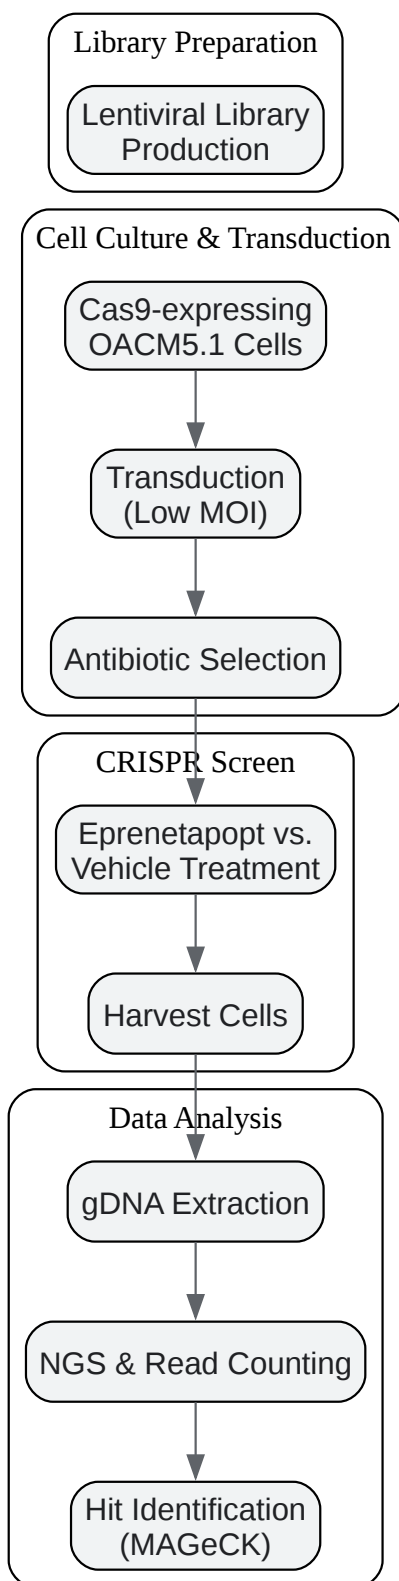 Library Preparation
Lentiviral Library
Production
Cell Culture & Transduction
Cas9-expressing
OACM5.1 Cells
Transduction
(Low MOI)
Antibiotic Selection
CRISPR Screen
Eprenetapopt vs.
Vehicle Treatment
Harvest Cells
Data Analysis
gDNA Extraction
NGS & Read Counting
Hit Identification
(MAGeCK)